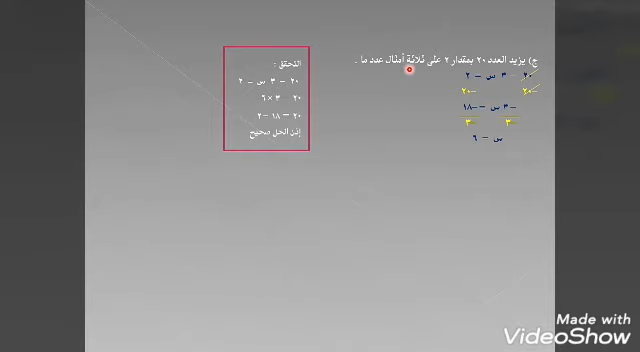 ج) يزيد العدد ٢٠ بمقدار ٢ على ثلاثة أمثال عدد ما .
٢٠ – ٣ س = ٢
-٢٠ -٢٠
-٣ س = -١٨
-٣ -٣
س = ٦
التحقق :
٢٠ – ٣ س = ٢
٢٠ – ٣ × ٦
٢٠ – ١٨ = ٢
إذن الحل صحيح
Made with
VideoShow